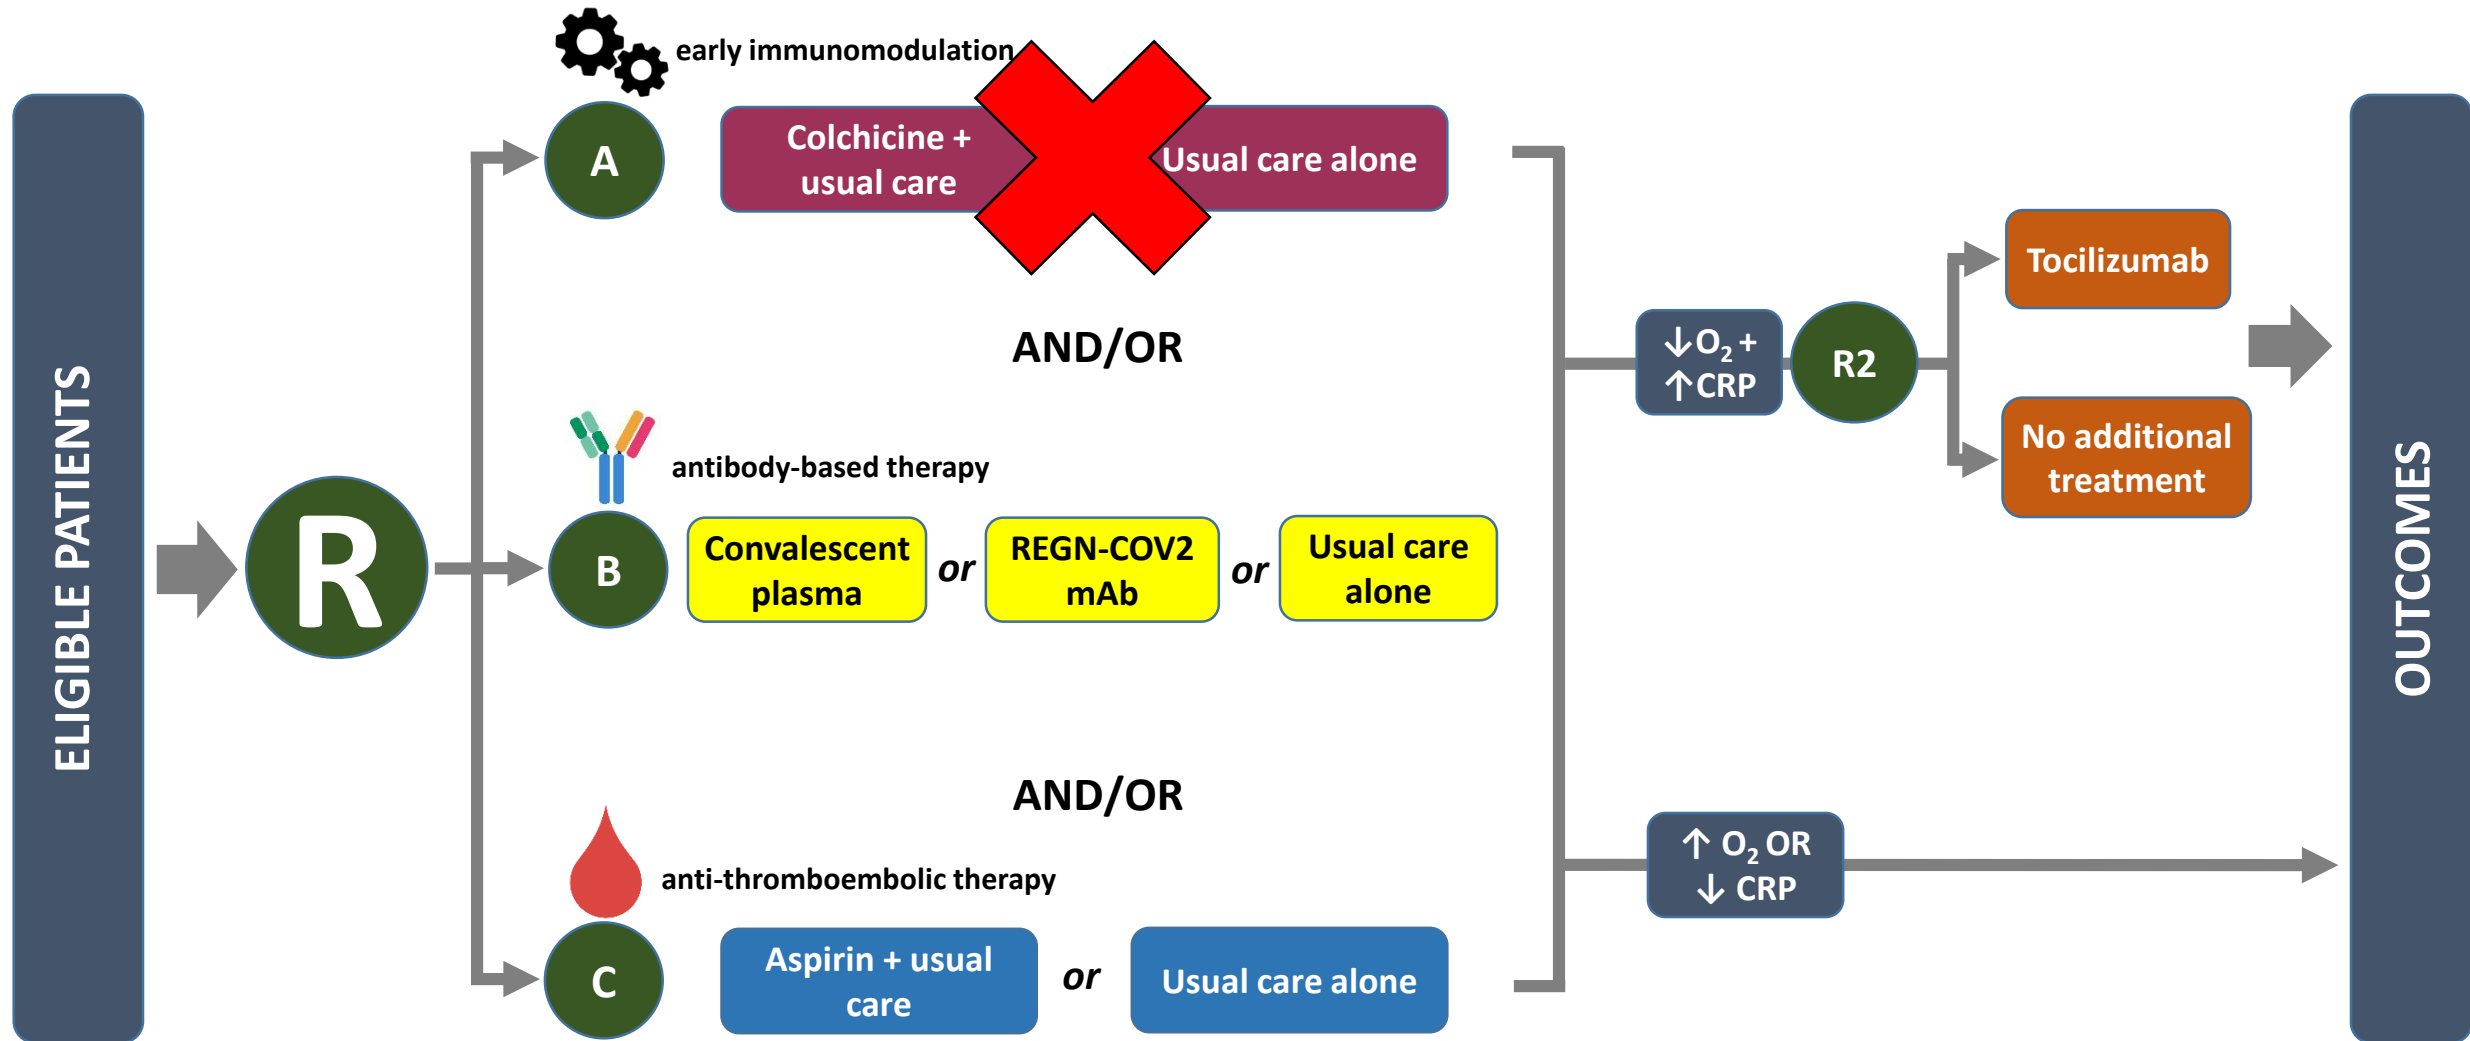 ELIGIBLE PATIENTS
R
early immunomodulation
A
Colchicine +
usual care
Usual care alone
AND/OR
antibody-based therapy
B
Convalescent
plasma
or
REGN-COV2
mAb
or
Usual care
alone
AND/OR
anti-thromboembolic therapy
C
Aspirin + usual
care
or
Usual care alone
↓O₂ +
↑CRP
R2
Tocilizumab
No additional
treatment
↑ O₂ OR
↓ CRP
OUTCOMES